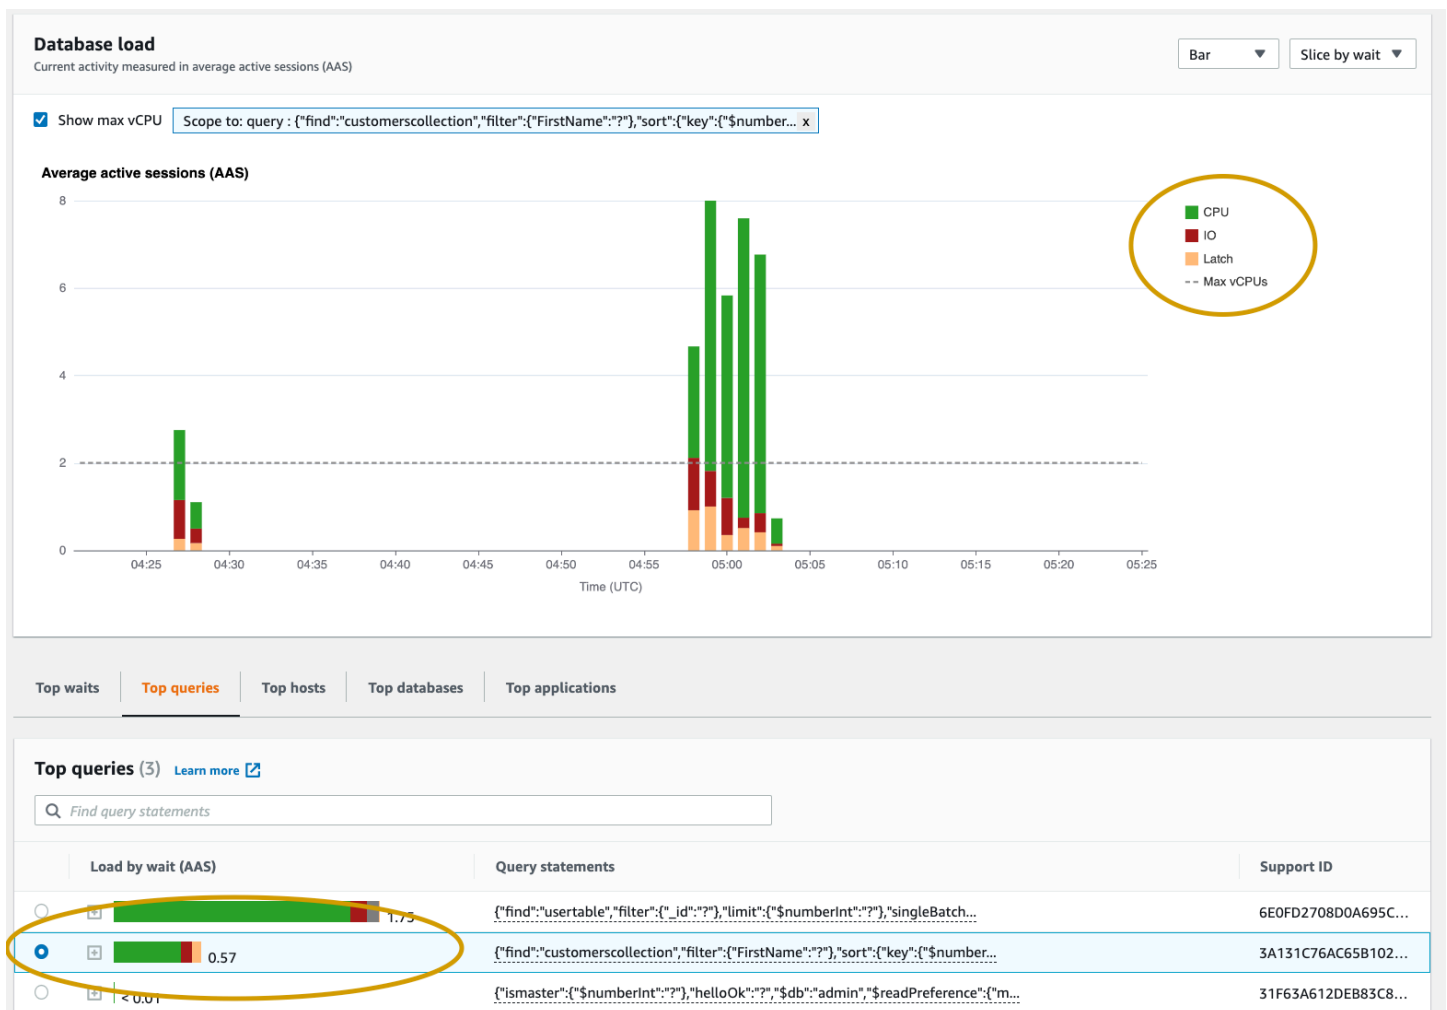 Database load
Current activity measured in average active sessions (AAS)
Bar
Slice by wait
Show max vCPU
Scope to: query : {"find":"customerscollection","filter":{"FirstName":"?"},"sort":{"key":{"$number... x
Average active sessions (AAS)
8
6
4
2
0
CPU
IO
Latch
Max vCPUs
04:25 04:30 04:35 04:40 04:45 04:50 04:55 05:00 05:05 05:10 05:15 05:20 05:25
Time (UTC)
Top waits Top queries Top hosts Top databases Top applications
Top queries (3) Learn more
Find query statements
Load by wait (AAS) Query statements Support ID
1.75 {"find":"usertable","filter":{"_id":"?"},"limit":{"$numberInt":"?"},"singleBatch... 6E0FD2708D0A695C...
0.57 {"find":"customerscollection","filter":{"FirstName":"?"},"sort":{"key":{"$number... 3A131C76AC65B102...
< 0.01 {"ismaster":{"$numberInt":"?"},"helloOk":"?","$db":"admin","$readPreference":{"m... 31F63A612DEB83C8...